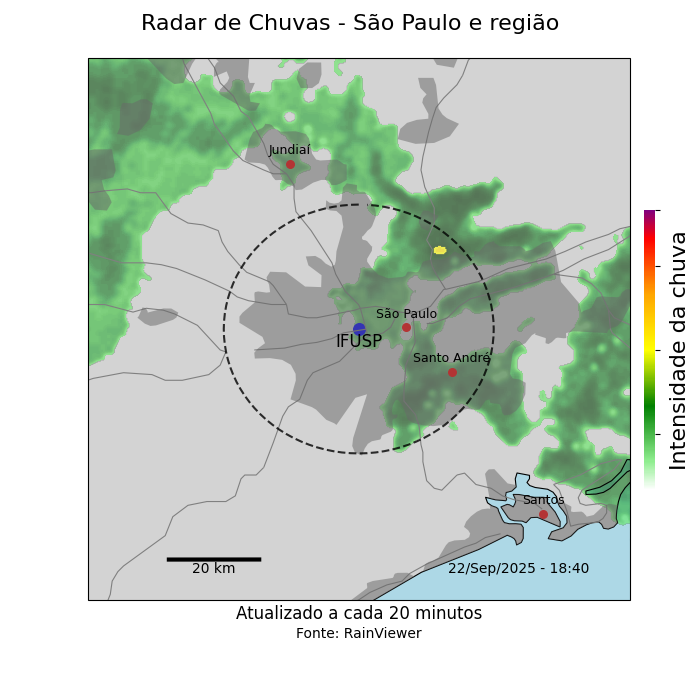 Radar de Chuvas - São Paulo e região
Jundiaí
São Paulo
IFUSP
Santo André
Santos
20 km
22/Sep/2025 - 18:40
Intensidade da chuva
Atualizado a cada 20 minutos
Fonte: RainViewer